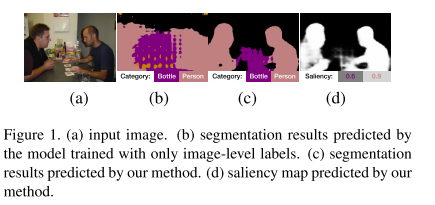 Category: Bottle Person Category: Bottle Person Saliency: 0.6 0.8
(a) (b) (c) (d)
Figure 1. (a) input image. (b) segmentation results predicted by
the model trained with only image-level labels. (c) segmentation
results predicted by our method. (d) saliency map predicted by our
method.